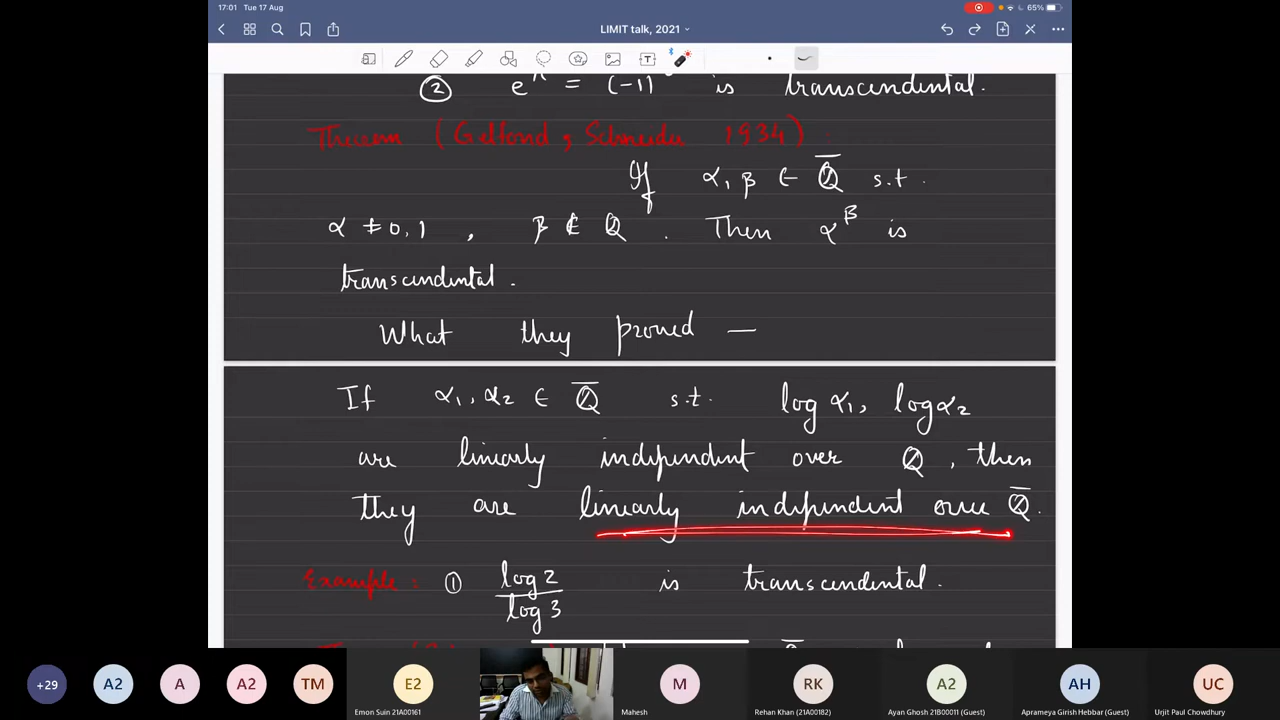 17:01 Tue 17 Aug
65%
LIMIT talk, 2021
② e^π = (-1) is transcendental.
Theorem (Gelfond, Schneider 1934).
If α, β ∈ Q̅ s.t.
α ≠ 0,1, β ∉ Q. Then α^β is
transcendental.
What they proved —
If α₁, α₂ ∈ Q̅ s.t. log α₁, log α₂
are linearly independent over Q, then
they are linearly independent over Q̅.
Example: ① log 2 / log 3 is transcendental.
+29 A2 A A2 TM E2 M RK A2 AH UC
Emon Suin 21A00161 Mahesh Rehan Khan (21A00182) Ayan Ghosh 21B00011 (Guest) Aprameya Girish Hebbar (Guest) Urjit Paul Chowdhury